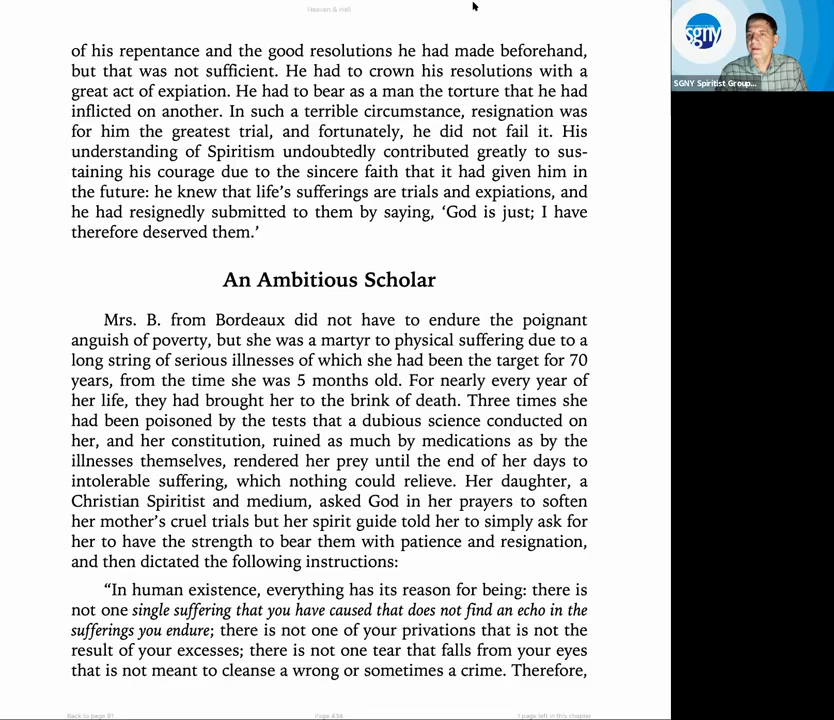 Heaven & Hell
of his repentance and the good resolutions he had made beforehand,
but that was not sufficient. He had to crown his resolutions with a
great act of expiation. He had to bear as a man the torture that he had
inflicted on another. In such a terrible circumstance, resignation was
for him the greatest trial, and fortunately, he did not fail it. His
understanding of Spiritism undoubtedly contributed greatly to sus-
taining his courage due to the sincere faith that it had given him in
the future: he knew that life’s sufferings are trials and expiations, and
he had resignedly submitted to them by saying, ‘God is just; I have
therefore deserved them.’
An Ambitious Scholar
Mrs. B. from Bordeaux did not have to endure the poignant
anguish of poverty, but she was a martyr to physical suffering due to a
long string of serious illnesses of which she had been the target for 70
years, from the time she was 5 months old. For nearly every year of
her life, they had brought her to the brink of death. Three times she
had been poisoned by the tests that a dubious science conducted on
her, and her constitution, ruined as much by medications as by the
illnesses themselves, rendered her prey until the end of her days to
intolerable suffering, which nothing could relieve. Her daughter, a
Christian Spiritist and medium, asked God in her prayers to soften
her mother’s cruel trials but her spirit guide told her to simply ask for
her to have the strength to bear them with patience and resignation,
and then dictated the following instructions:
“In human existence, everything has its reason for being: there is
not one single suffering that you have caused that does not find an echo in the
sufferings you endure; there is not one of your privations that is not the
result of your excesses; there is not one tear that falls from your eyes
that is not meant to cleanse a wrong or sometimes a crime. Therefore,
Back to page 91
Page 434
1 page left in this chapter
sgny
SGNY Spiritist Group...